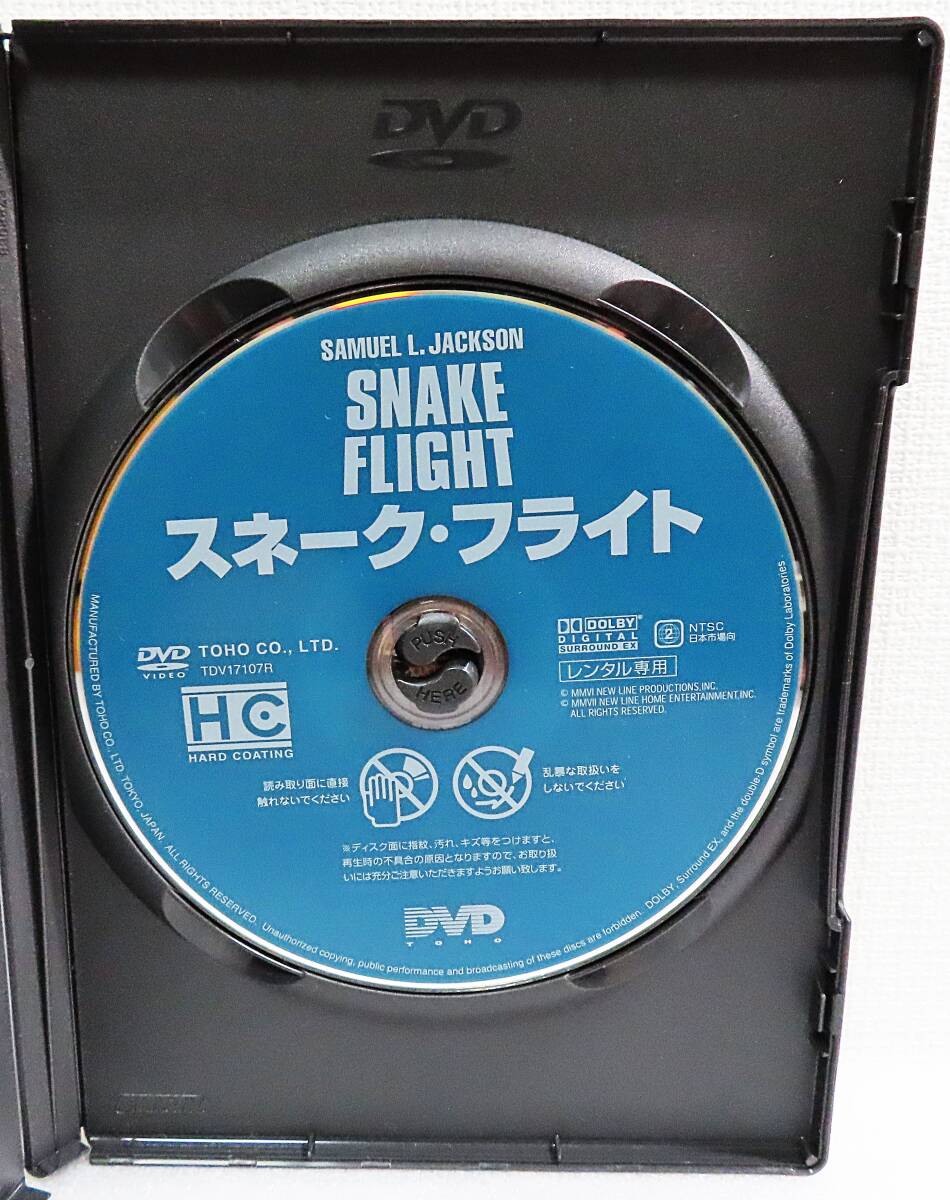 DVD
SAMUEL L. JACKSON
SNAKE
FLIGHT
スネーク・フライト
PUSH
HERE
DVD
VIDEO
TOHO CO., LTD.
TDV17107R
HC
HARD COATING
DOLBY
DIGITAL
SURROUND EX
2
NTSC
日本市場向
レンタル専用
© MMVI NEW LINE PRODUCTIONS, INC.
© MMVII NEW LINE HOME ENTERTAINMENT, INC.
ALL RIGHTS RESERVED.
読み取り面に直接
触れないでください
乱暴な取扱いを
しないでください
※ディスク面に指紋、汚れ、キズ等をつけますと、
再生時の不具合の原因となりますので、お取り扱
いには充分ご注意いただきますようお願い致します。
DVD
TOHO
MANUFACTURED BY TOHO CO., LTD. TOKYO, JAPAN. ALL RIGHTS RESERVED. Unauthorized copying, public performance and broadcasting of these discs are forbidden. DOLBY, Surround EX, and the double-D symbol are trademarks of Dolby Laboratories.